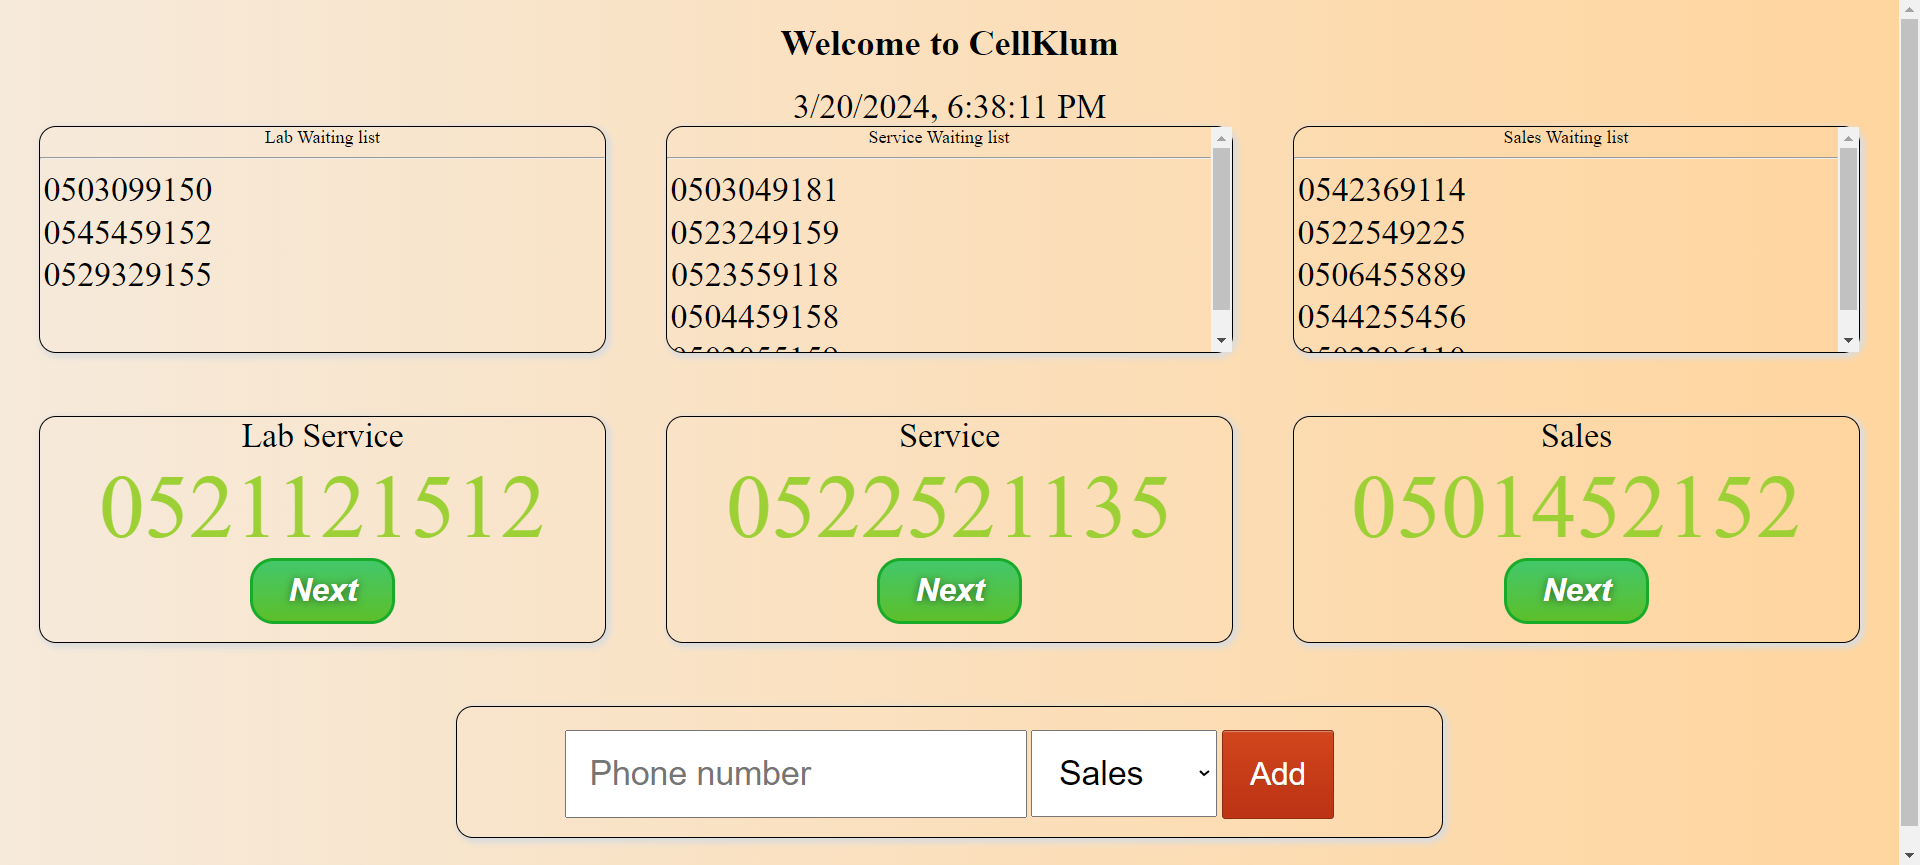 Welcome to CellKlum
3/20/2024, 6:38:11 PM
Lab Waiting list
0503099150
0545459152
0529329155
Service Waiting list
0503049181
0523249159
0523559118
0504459158
Sales Waiting list
0542369114
0522549225
0506455889
0544255456
Lab Service
0521121512
Next
Service
0522521135
Next
Sales
0501452152
Next
Phone number
Sales
Add